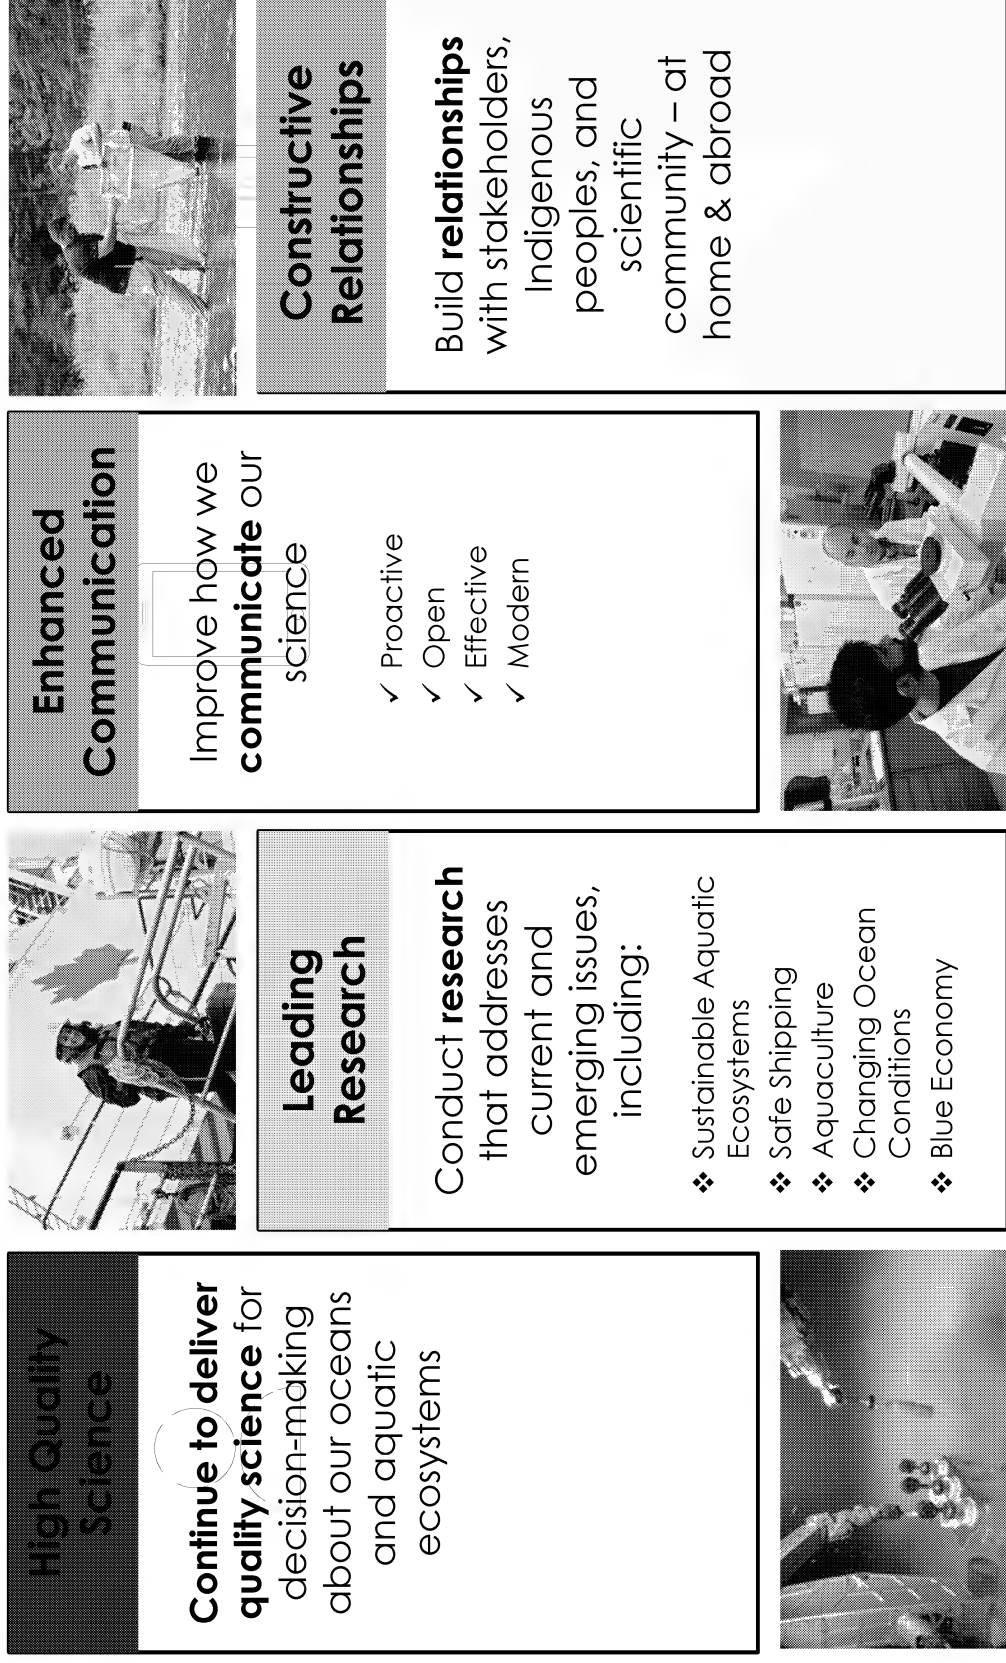 High Quality
Science
Continue to deliver
quality science for
decision-making
about our oceans
and aquatic
ecosystems
Leading
Research
Conduct research
that addresses
current and
emerging issues,
including:
❖ Sustainable Aquatic
Ecosystems
❖ Safe Shipping
❖ Aquaculture
❖ Changing Ocean
Conditions
❖ Blue Economy
Enhanced
Communication
Improve how we
communicate our
science
✓ Proactive
✓ Open
✓ Effective
✓ Modern
Constructive
Relationships
Build relationships
with stakeholders,
Indigenous
peoples, and
scientific
community – at
home & abroad